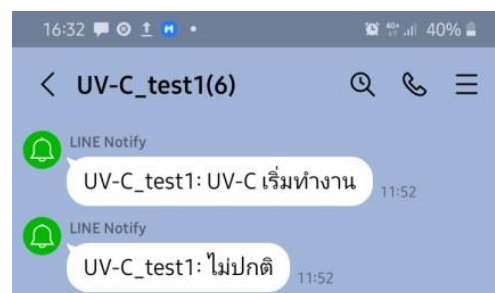 16:32 40% 
UV-C_test1(6)
LINE Notify
UV-C_test1: UV-C เริ่มทำงาน
11:52
LINE Notify
UV-C_test1: ไม่ปกติ
11:52